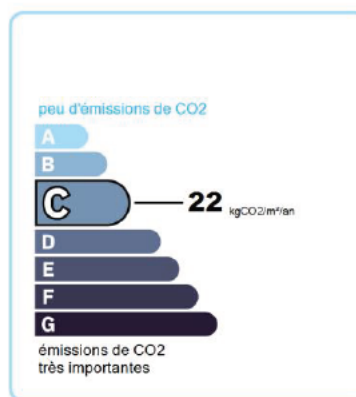 peu d'émissions de CO2
A
B
C 22 kgCO2/m²/an
D
E
F
G
émissions de CO2
très importantes